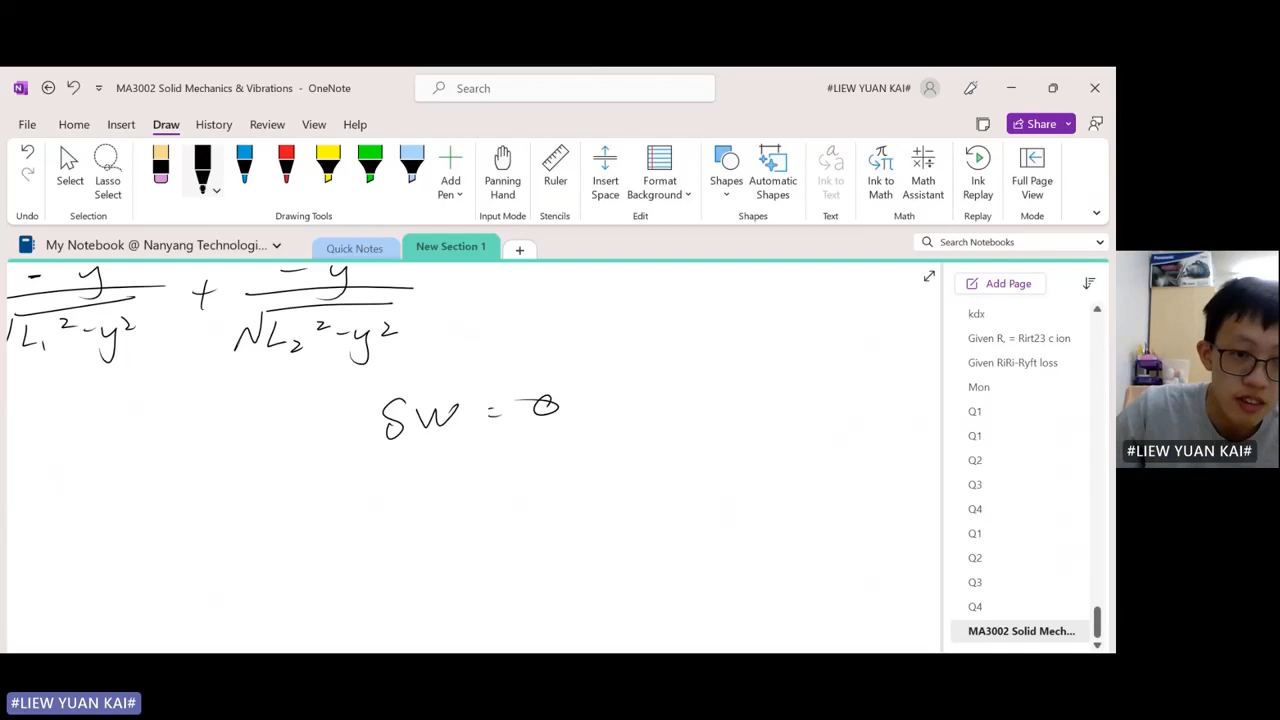 MA3002 Solid Mechanics & Vibrations - OneNote
Search
#LIEW YUAN KAI#
File Home Insert Draw History Review View Help
Share
Undo
Select
Lasso Select
Add Pen
Panning Hand
Ruler
Insert Space
Format Background
Shapes
Automatic Shapes
Ink to Text
Ink to Math
Math Assistant
Ink Replay
Full Page View
Selection
Drawing Tools
Input Mode
Stencils
Edit
Shapes
Text
Math
Replay
Mode
My Notebook @ Nanyang Technologi...
Quick Notes
New Section 1
Search Notebooks
- y + - y
√L₁² - y² √L₂² - y²
δW = 0
Add Page
kdx
Given R, = Rirt23 c ion
Given RiRi-Ryft loss
Mon
Q1
Q1
Q2
Q3
Q4
Q1
Q2
Q3
Q4
MA3002 Solid Mech...
#LIEW YUAN KAI#
#LIEW YUAN KAI#